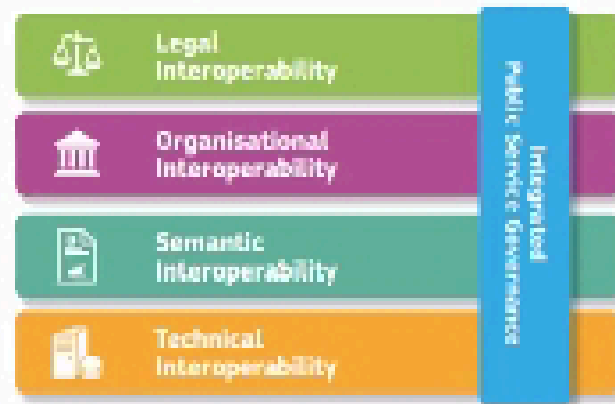 Legal
Interoperability
Organisational
Interoperability
Semantic
Interoperability
Technical
Interoperability
Integrated
Public Service Governance